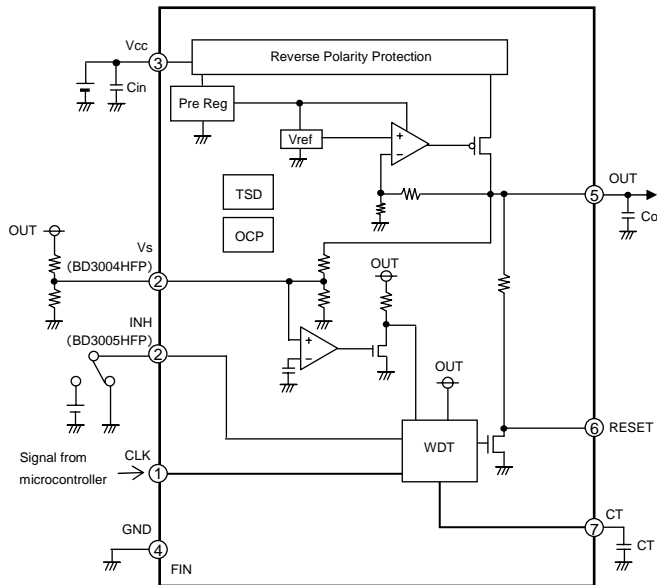 Vcc
3
Reverse Polarity Protection
Cin
Pre Reg
Vref
+
−
TSD
OCP
OUT
5
Co
OUT
Vs
(BD3004HFP)
2
OUT
INH
(BD3005HFP)
2
+
−
OUT
WDT
6
RESET
Signal from
microcontroller
CLK
1
GND
4
FIN
7
CT
CT